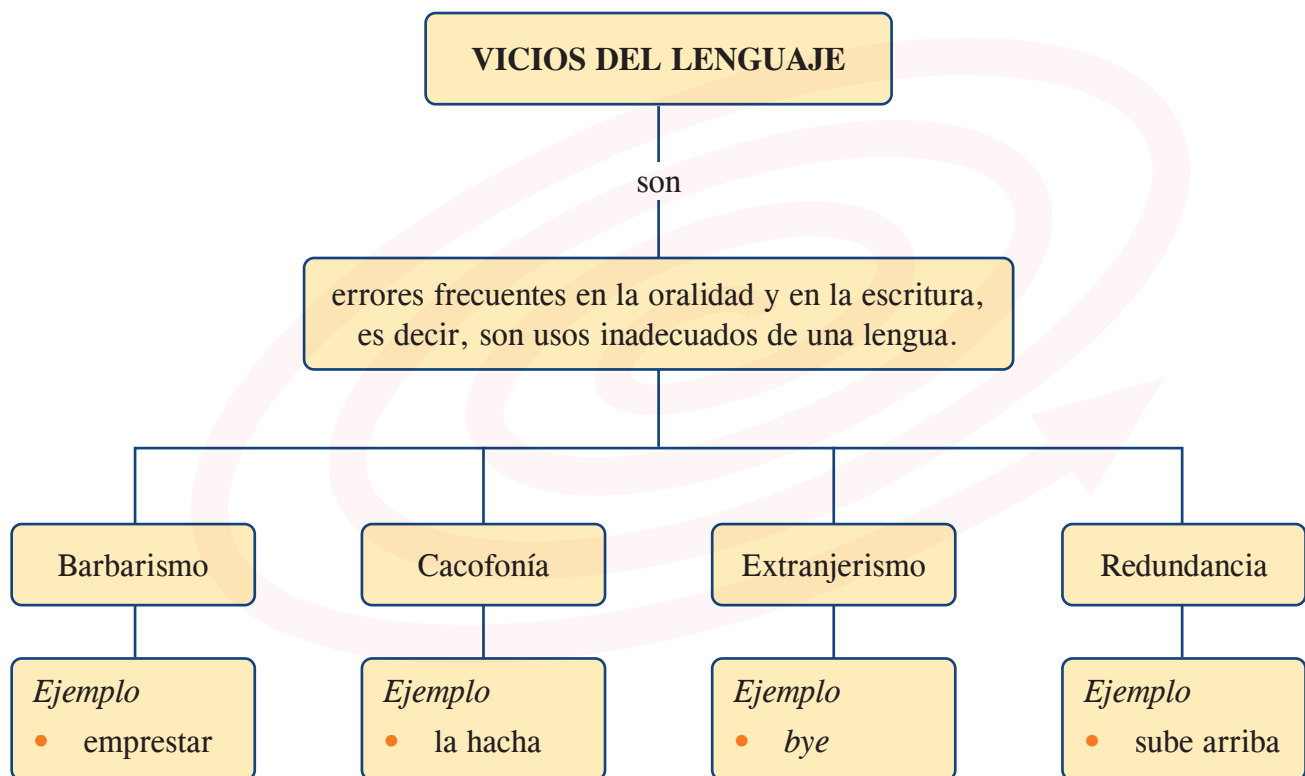 VICIOS DEL LENGUAJE
son
errores frecuentes en la oralidad y en la escritura,
es decir, son usos inadecuados de una lengua.
Barbarismo
Cacofonía
Extranjerismo
Redundancia
Ejemplo
• emprestar
Ejemplo
• la hacha
Ejemplo
• bye
Ejemplo
• sube arriba